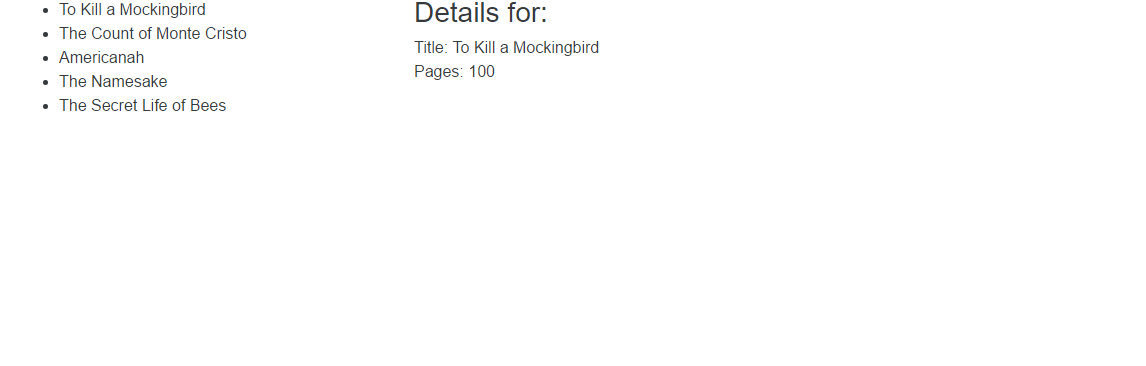 To Kill a Mockingbird
The Count of Monte Cristo
Americanah
The Namesake
The Secret Life of Bees
Details for:
Title: To Kill a Mockingbird
Pages: 100